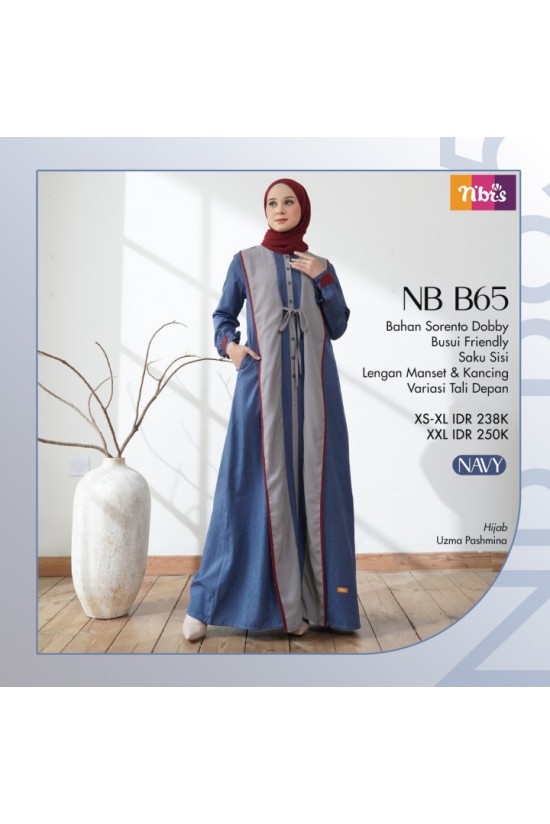 Nibr's
NB B65
Bahan Sorento Dobby
Busui Friendly
Saku Sisi
Lengan Manset & Kancing
Variasi Tali Depan
XS-XL IDR 238K
XXL IDR 250K
NAVY
Hijab
Uzma Pashmina